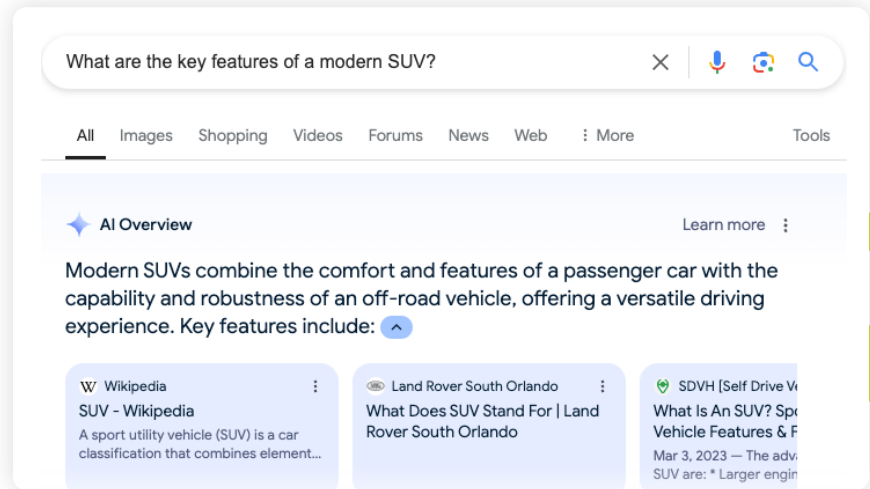 What are the key features of a modern SUV?
All Images Shopping Videos Forums News Web More Tools
AI Overview Learn more
Modern SUVs combine the comfort and features of a passenger car with the
capability and robustness of an off-road vehicle, offering a versatile driving
experience. Key features include:
W Wikipedia
SUV - Wikipedia
A sport utility vehicle (SUV) is a car
classification that combines element...
Land Rover South Orlando
What Does SUV Stand For | Land
Rover South Orlando
SDVH [Self Drive
What Is An SUV?
Vehicle Features &
Mar 3, 2023 — The
SUV are: * Larger